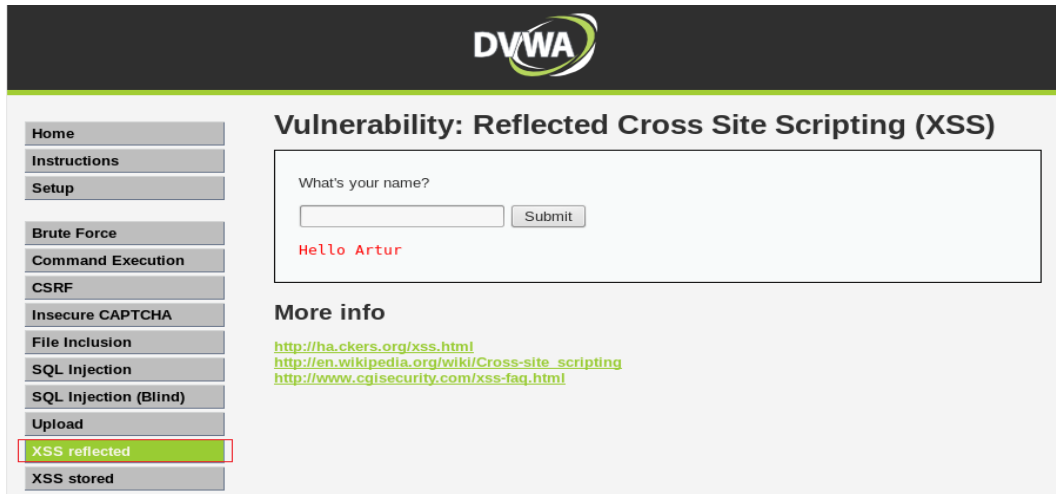 DVWA
Home
Instructions
Setup
Brute Force
Command Execution
CSRF
Insecure CAPTCHA
File Inclusion
SQL Injection
SQL Injection (Blind)
Upload
XSS reflected
XSS stored
Vulnerability: Reflected Cross Site Scripting (XSS)
What's your name?
Submit
Hello Artur
More info
http://ha.ckers.org/xss.html
http://en.wikipedia.org/wiki/Cross-site_scripting
http://www.cgisecurity.com/xss-faq.html